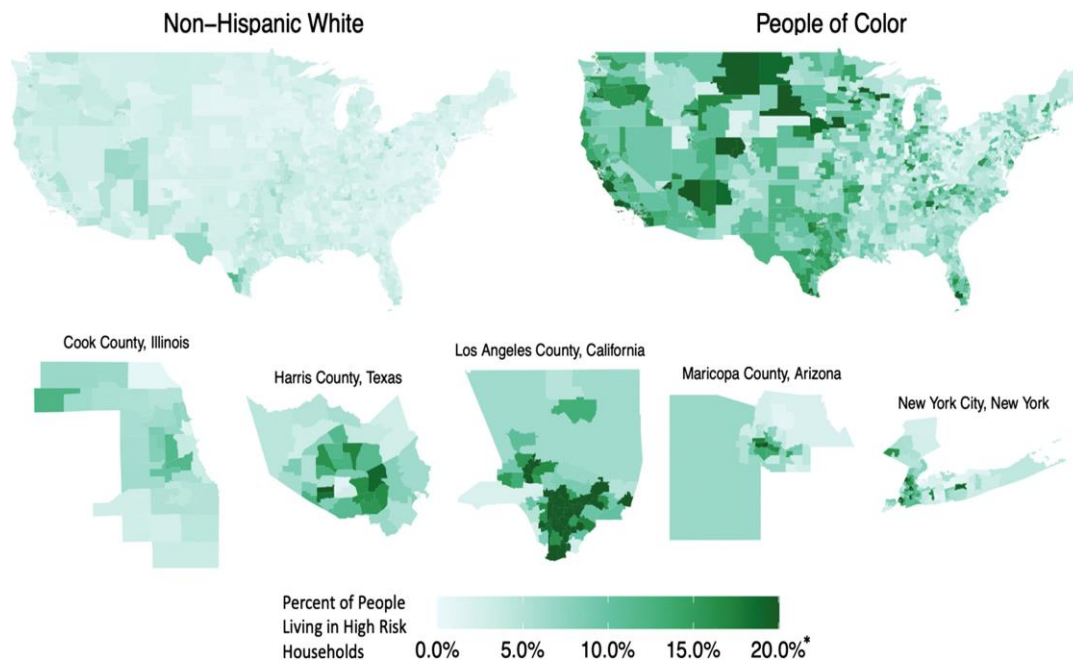 Non–Hispanic White
People of Color
Cook County, Illinois
Harris County, Texas
Los Angeles County, California
Maricopa County, Arizona
New York City, New York
Percent of People
Living in High Risk
Households
0.0% 5.0% 10.0% 15.0% 20.0%*